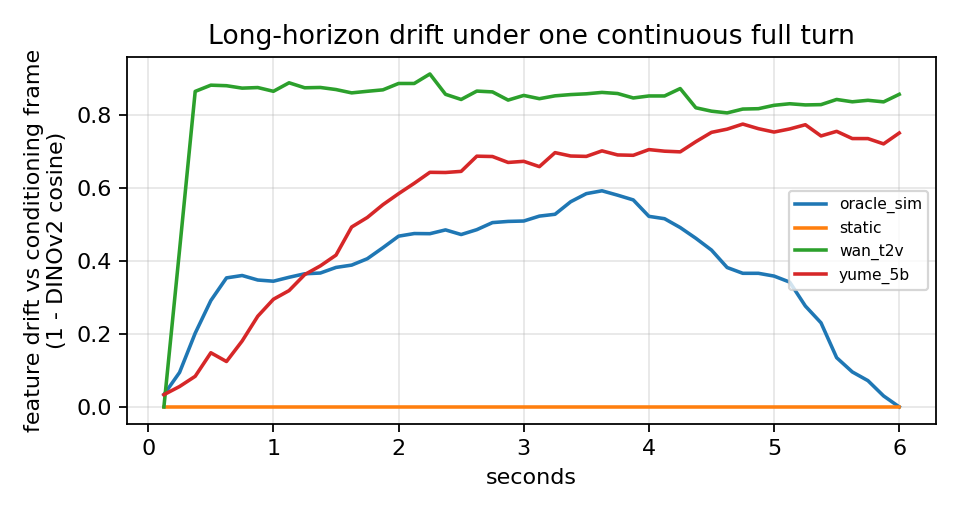 Long-horizon drift under one continuous full turn
feature drift vs conditioning frame
(1 - DINOv2 cosine)
0.8
0.6
0.4
0.2
0.0
oracle_sim
static
wan_t2v
yume_5b
0 1 2 3 4 5 6
seconds